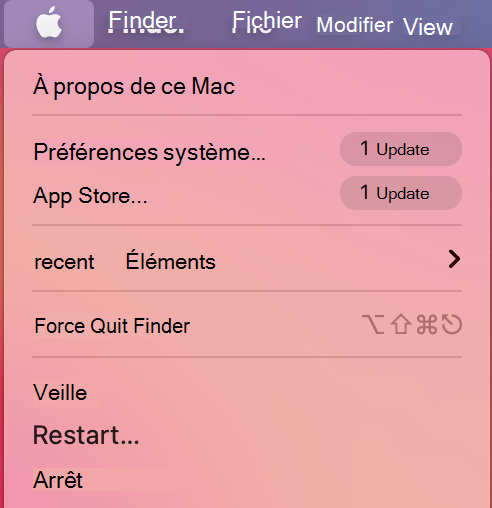 Finder Fichier Modifier View
À propos de ce Mac
Préférences système... 1 Update
App Store... 1 Update
recent Éléments
Force Quit Finder ⌥⇧⌘⎋
Veille
Restart...
Arrêt